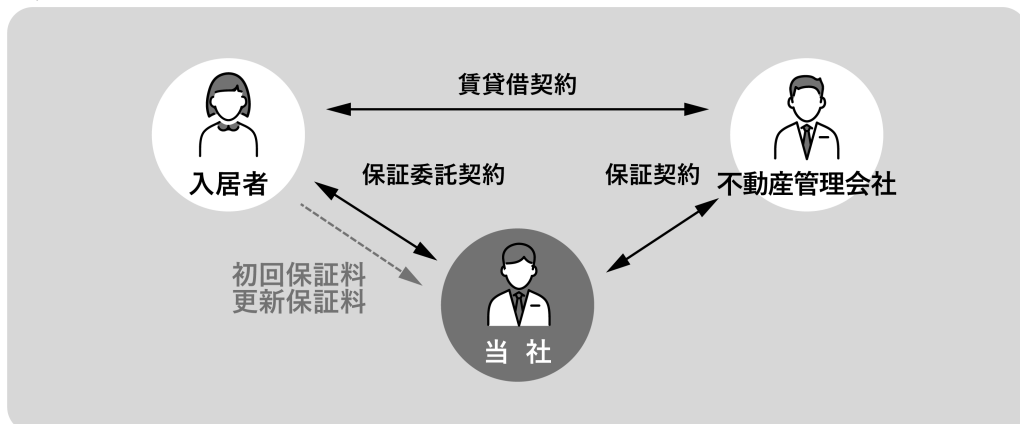 賃貸借契約
入居者
保証委託契約
保証契約
不動産管理会社
初回保証料
更新保証料
当 社